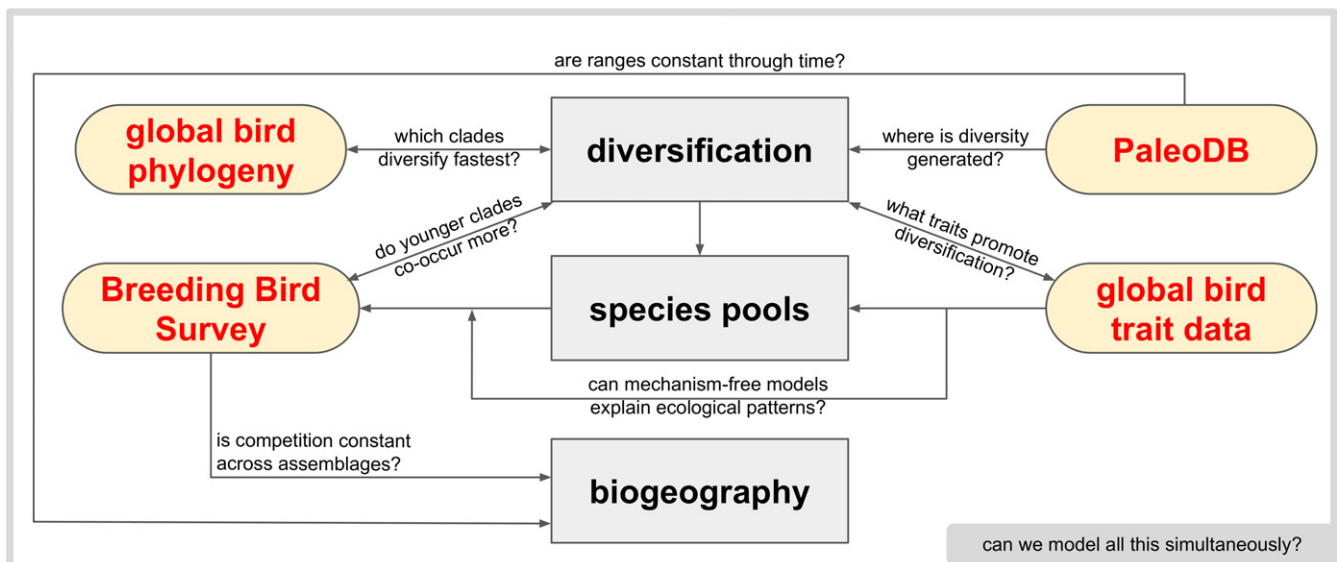 are ranges constant through time?
global bird
phylogeny
which clades
diversify fastest?
diversification
where is diversity
generated?
PaleoDB
do younger clades
co-occur more?
what traits promote
diversification?
Breeding Bird
Survey
species pools
global bird
trait data
can mechanism-free models
explain ecological patterns?
is competition constant
across assemblages?
biogeography
can we model all this simultaneously?